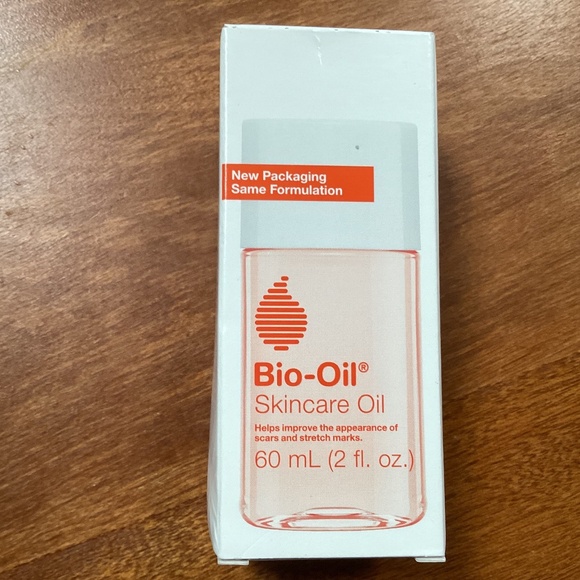 New Packaging
Same Formulation
Bio-Oil®
Skincare Oil
Helps improve the appearance of
scars and stretch marks.
60 mL (2 fl. oz.)